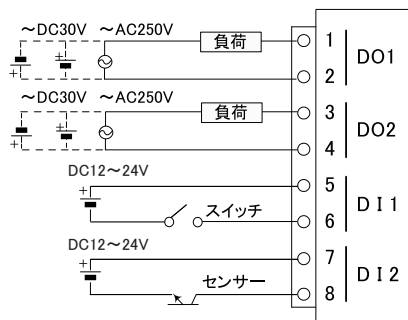 ～DC30V ～AC250V
負荷
1
2
DO1
～DC30V ～AC250V
負荷
3
4
DO2
DC12～24V
スイッチ
5
6
DI1
DC12～24V
センサー
7
8
DI2